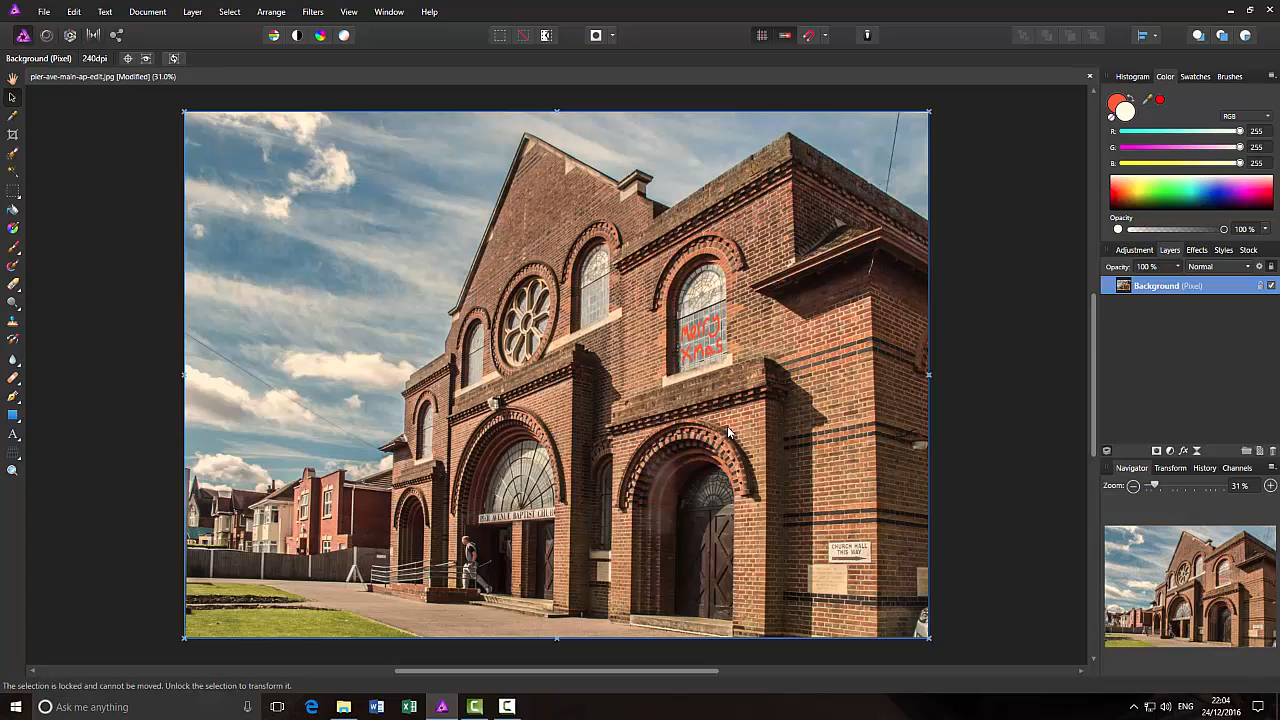 File Edit Text Document Layer Select Arrange Filters View Window Help
Background (Pixel) 240dpi
pier-ave-main-ap-edit.jpg [Modified] (31.0%)
Histogram Color Swatches Brushes
RGB
R: 255
G: 255
B: 255
Opacity
100 %
Adjustment Layers Effects Styles Stock
Opacity: 100 % Normal
Background (Pixel)
Merry
xmas
AVENUE BAPTIST CHURCH
CHURCH HALL
THIS WAY
Navigator Transform History Channels
Zoom: 31 %
The selection is locked and cannot be moved. Unlock the selection to transform it.
Ask me anything
ENG
22:04
24/12/2016